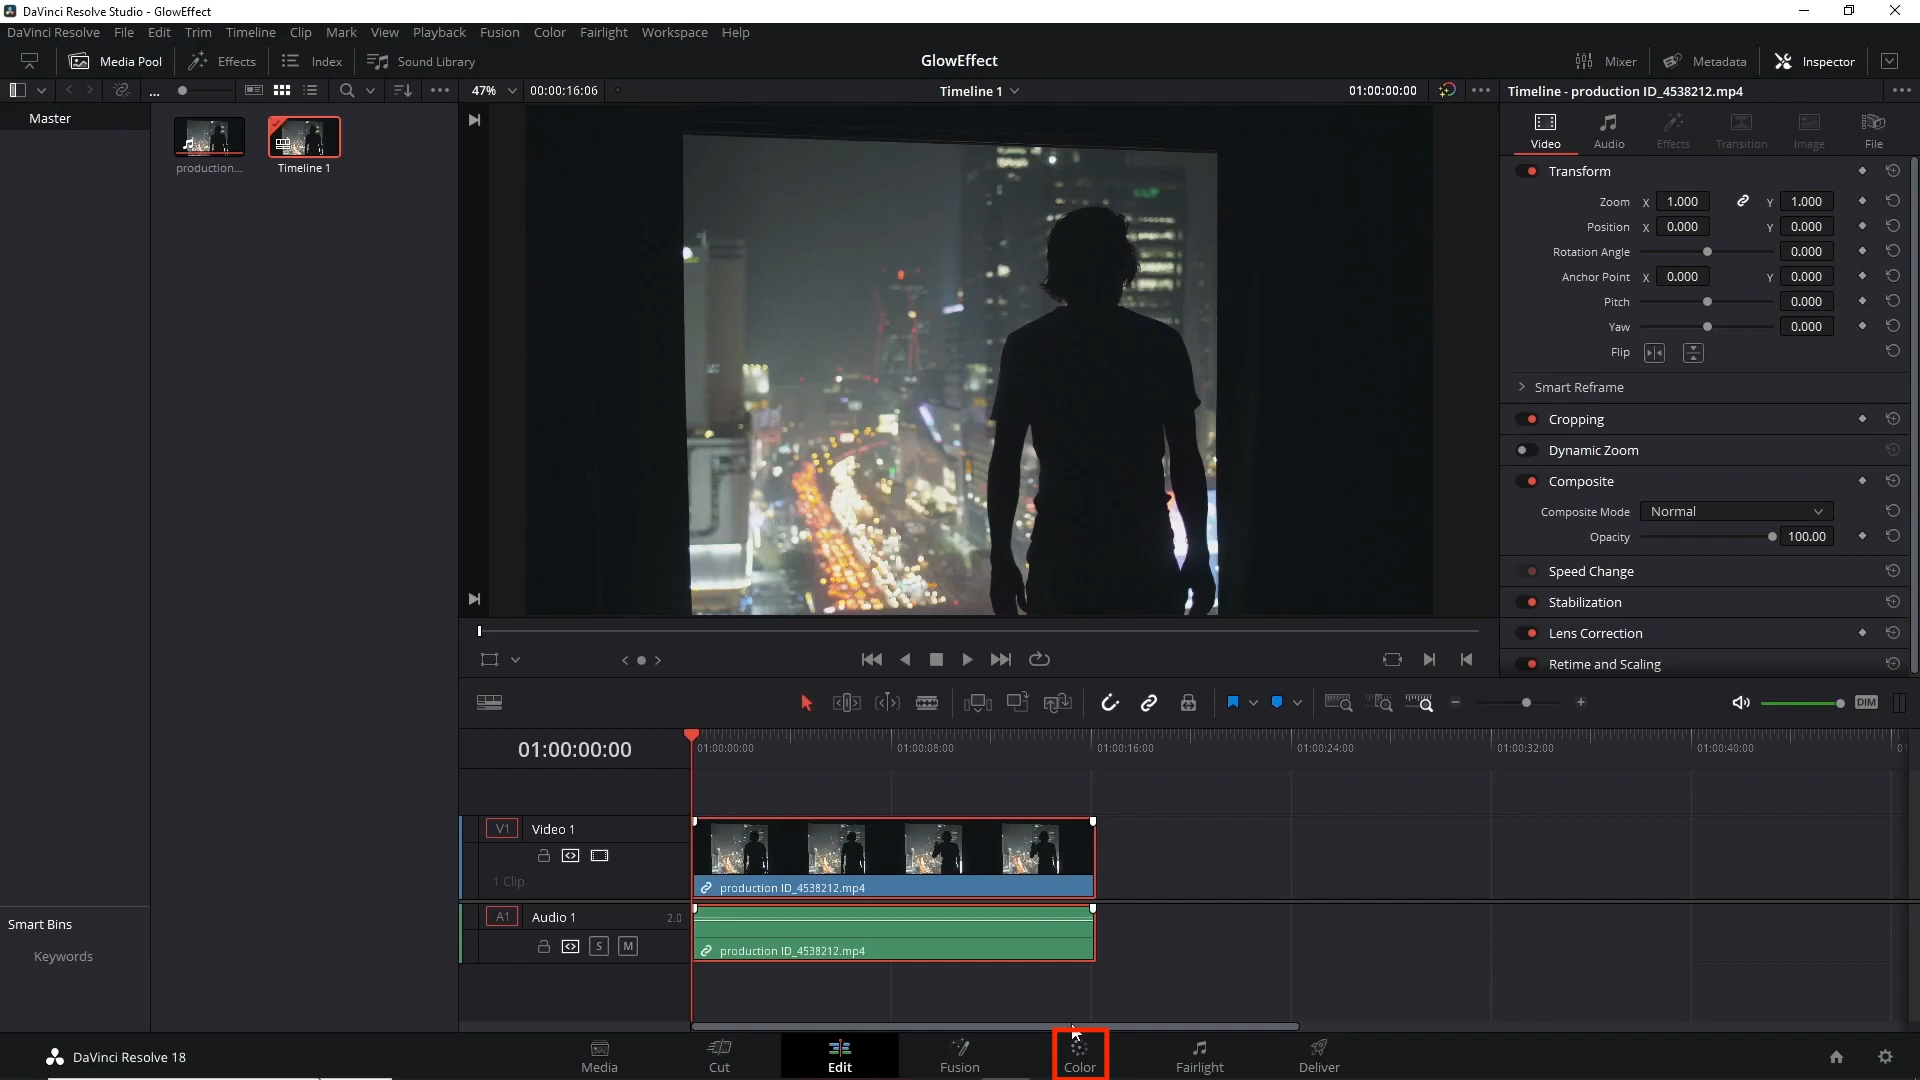 DaVinci Resolve Studio - GlowEffect
DaVinci Resolve File Edit Trim Timeline Clip Mark View Playback Fusion Color Fairlight Workspace Help
Media Pool Effects Index Sound Library
GlowEffect
Mixer Metadata Inspector
... 47% 00:00:16:06 Timeline 1 01:00:00:00 Timeline - production ID_4538212.mp4
Master
production...
Timeline 1
Video Audio Effects Transition Image File
Transform
Zoom X 1.000 Y 1.000
Position X 0.000 Y 0.000
Rotation Angle 0.000
Anchor Point X 0.000 Y 0.000
Pitch 0.000
Yaw 0.000
Flip
Smart Reframe
Cropping
Dynamic Zoom
Composite
Composite Mode Normal
Opacity 100.00
Speed Change
Stabilization
Lens Correction
Retime and Scaling
DIM
01:00:00:00
01:00:00:00 01:00:08:00 01:00:16:00 01:00:24:00 01:00:32:00 01:00:40:00
V1 Video 1
1 Clip
production ID_4538212.mp4
A1 Audio 1 2.0
S M
production ID_4538212.mp4
Smart Bins
Keywords
DaVinci Resolve 18
Media Cut Edit Fusion Color Fairlight Deliver